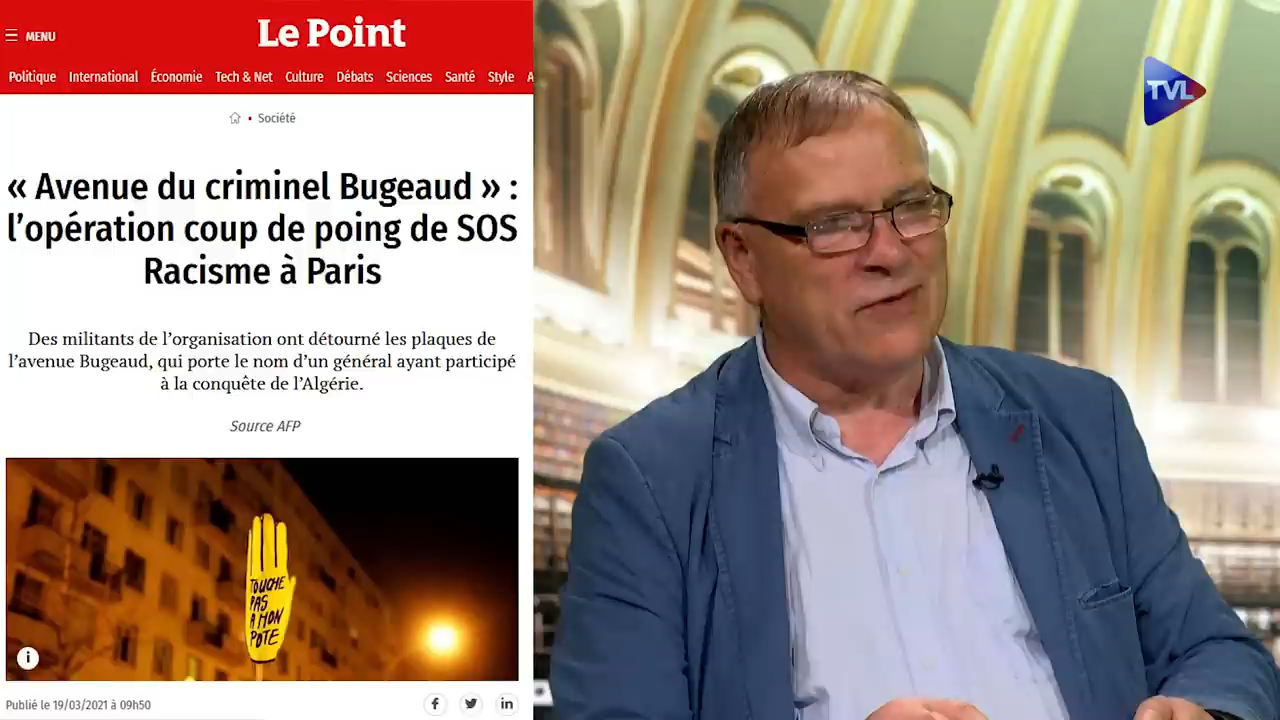 MENU
Le Point
Politique International Économie Tech & Net Culture Débats Sciences Santé Style A
• Société
« Avenue du criminel Bugeaud » :
l’opération coup de poing de SOS
Racisme à Paris
Des militants de l’organisation ont détourné les plaques de
l’avenue Bugeaud, qui porte le nom d’un général ayant participé
à la conquête de l’Algérie.
Source AFP
TOUCHE
PAS
A MON
POTE
i
Publié le 19/03/2021 à 09h50
f
in
TVL